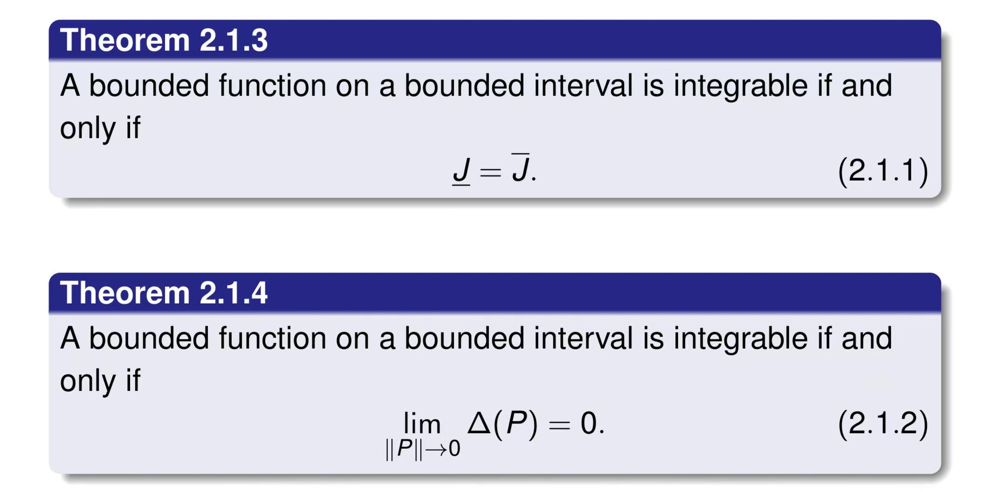 Theorem 2.1.3
A bounded function on a bounded interval is integrable if and
only if
$\underline{J} = \overline{J}.$ (2.1.1)
Theorem 2.1.4
A bounded function on a bounded interval is integrable if and
only if
$\lim_{\|P\| \to 0} \Delta(P) = 0.$ (2.1.2)